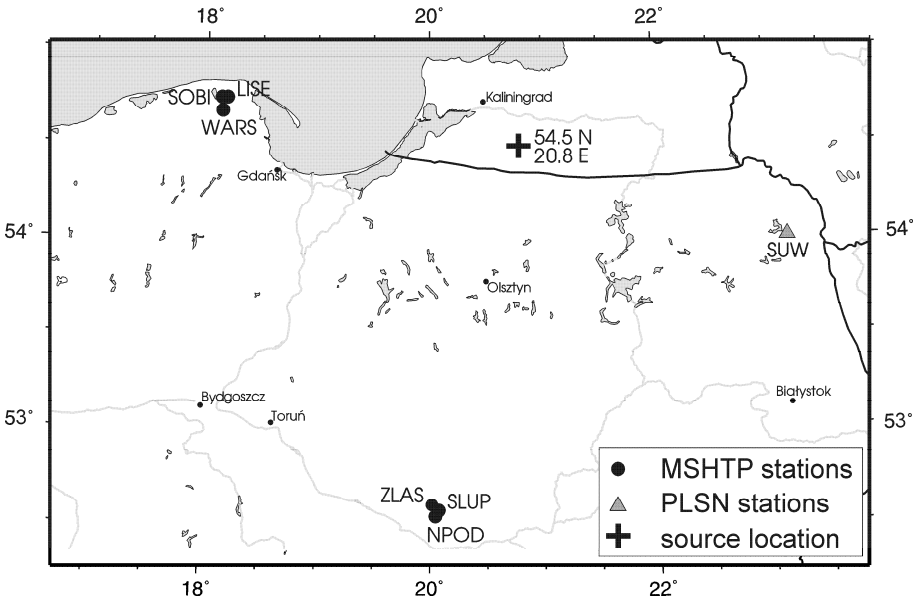 18° 20° 22°
SOBI LISE
WARS
Kaliningrad
54.5 N
20.8 E
Gdańsk
54° 54°
SUW
Olsztyn
53° 53°
Bydgoszcz
Toruń
Białystok
ZLAS SLUP
NPOD
MSHTP stations
PLSN stations
source location
18° 20° 22°